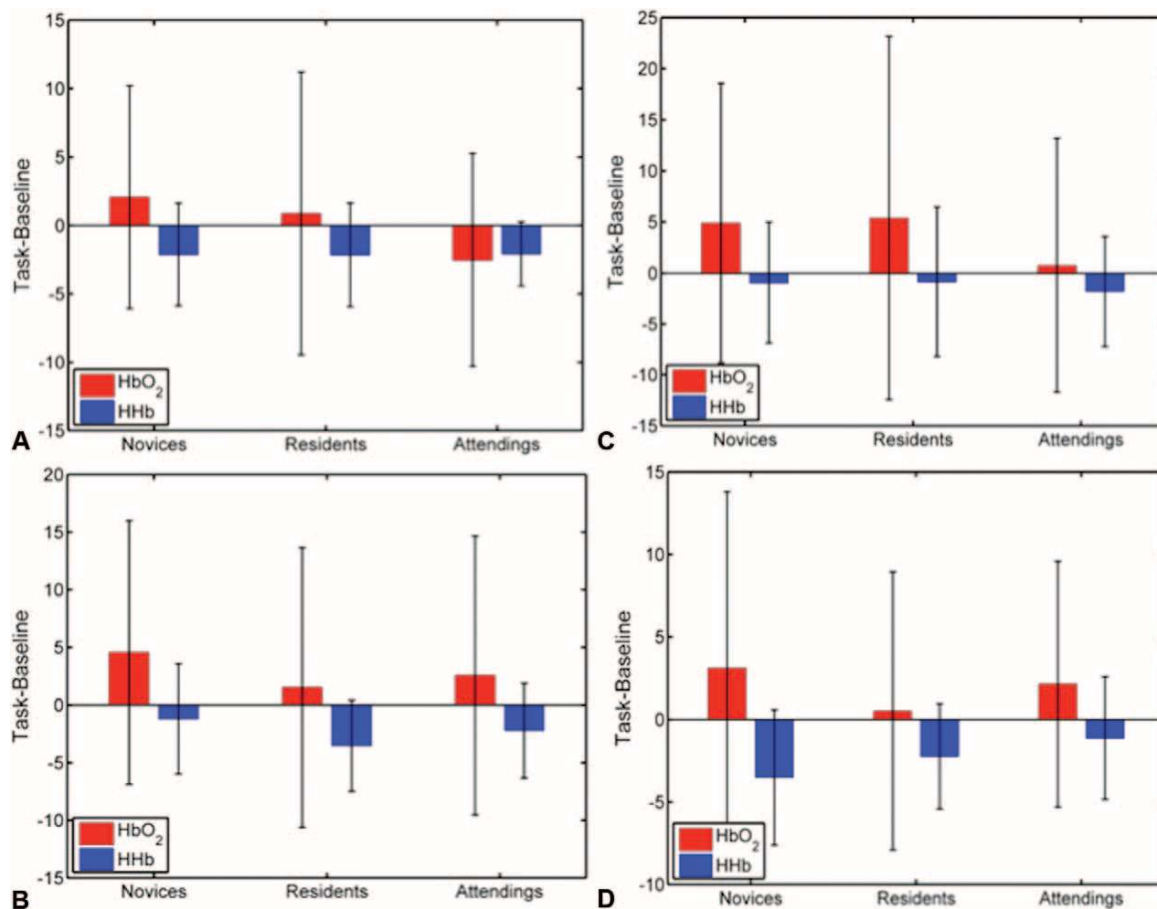 15
10
5
0
-5
-10
-15
Task-Baseline
HbO2
HHb
Novices Residents Attendings
A
25
20
15
10
5
0
-5
-10
-15
Task-Baseline
HbO2
HHb
Novices Residents Attendings
C
20
15
10
5
0
-5
-10
-15
Task-Baseline
HbO2
HHb
Novices Residents Attendings
B
15
10
5
0
-5
-10
Task-Baseline
HbO2
HHb
Novices Residents Attendings
D